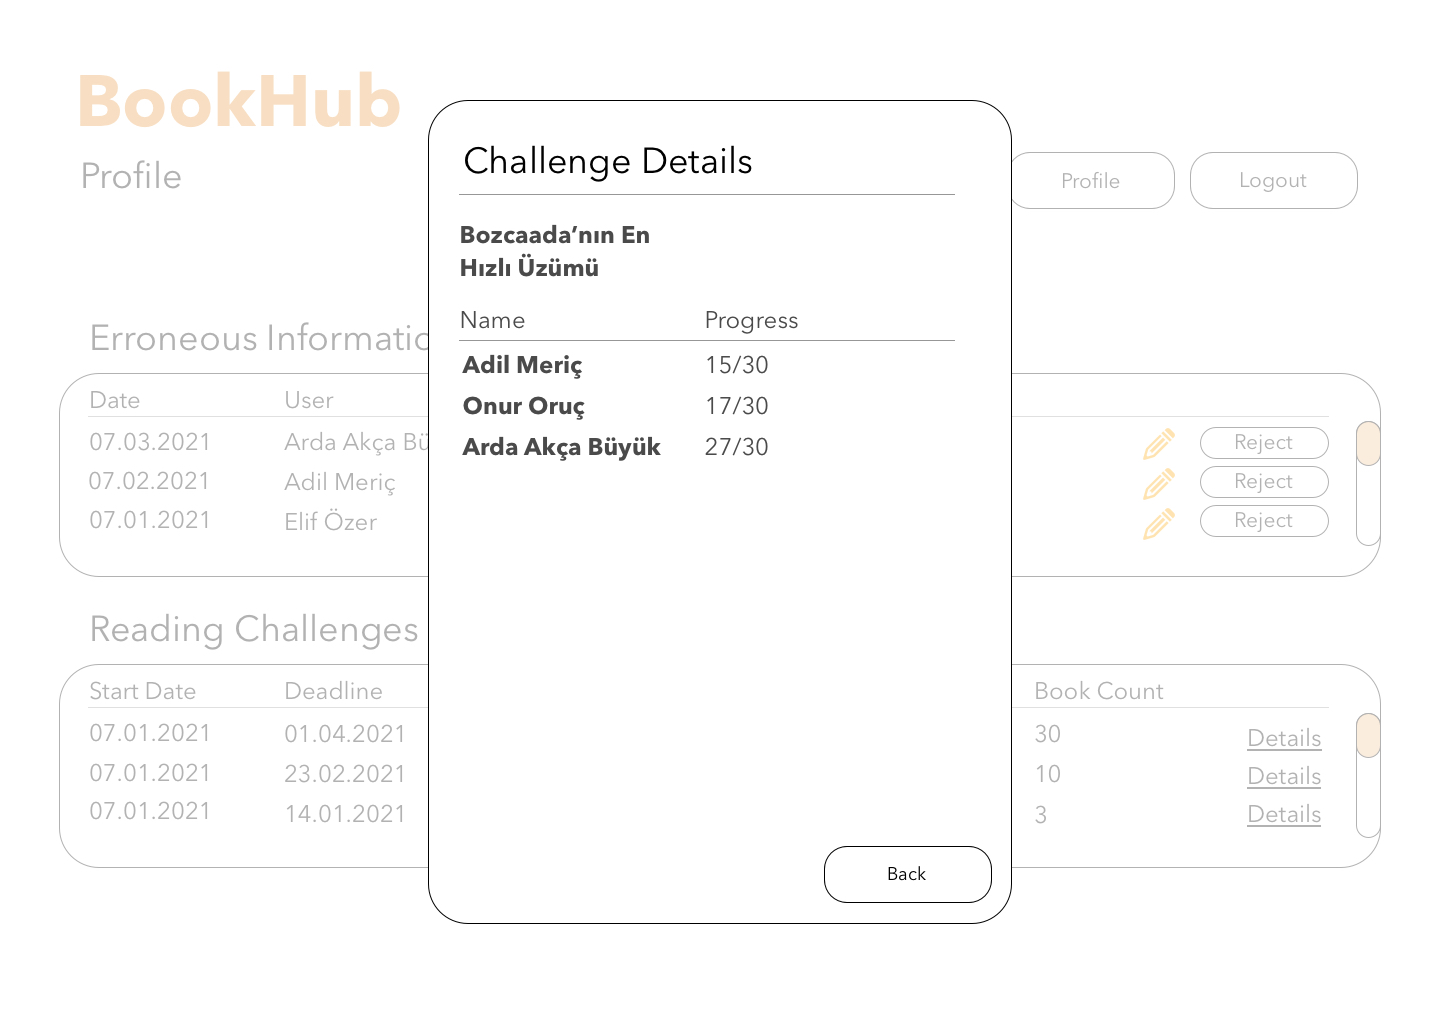 BookHub
Profile
Profile
Logout
Challenge Details
Bozcaada’nın En
Hızlı Üzümü
Name Progress
Adil Meriç 15/30
Onur Oruç 17/30
Arda Akça Büyük 27/30
Back
Erroneous Informatio
Date User
07.03.2021 Arda Akça Bü Reject
07.02.2021 Adil Meriç Reject
07.01.2021 Elif Özer Reject
Reading Challenges
Start Date Deadline Book Count
07.01.2021 01.04.2021 30 Details
07.01.2021 23.02.2021 10 Details
07.01.2021 14.01.2021 3 Details